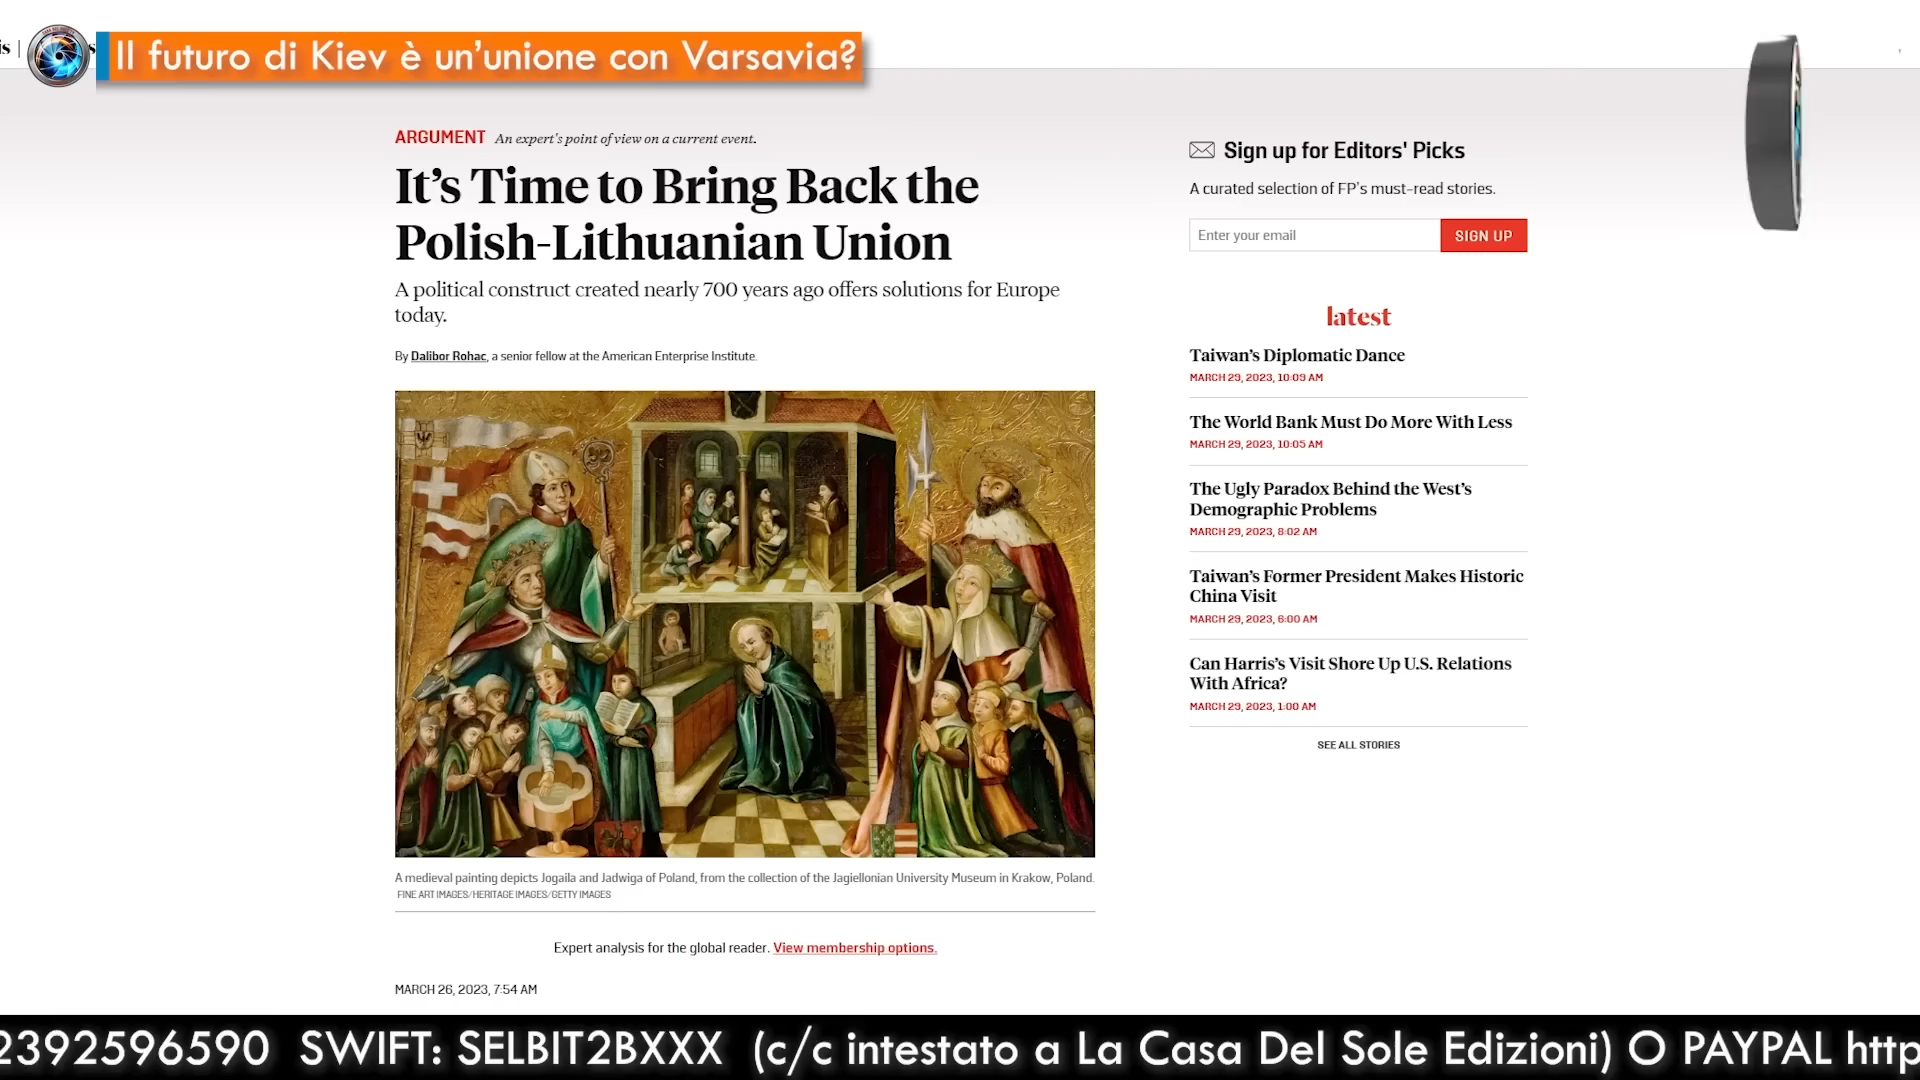 is |
s
Il futuro di Kiev è un’unione con Varsavia?
ARGUMENT An expert's point of view on a current event.
It’s Time to Bring Back the
Polish-Lithuanian Union
A political construct created nearly 700 years ago offers solutions for Europe
today.
By Dalibor Rohac, a senior fellow at the American Enterprise Institute.
A medieval painting depicts Jogaila and Jadwiga of Poland, from the collection of the Jagiellonian University Museum in Krakow, Poland.
FINE ART IMAGES/HERITAGE IMAGES/GETTY IMAGES
Expert analysis for the global reader. View membership options.
MARCH 26, 2023, 7:54 AM
Sign up for Editors' Picks
A curated selection of FP’s must-read stories.
Enter your email
SIGN UP
latest
Taiwan’s Diplomatic Dance
MARCH 29, 2023, 10:09 AM
The World Bank Must Do More With Less
MARCH 29, 2023, 10:05 AM
The Ugly Paradox Behind the West’s
Demographic Problems
MARCH 29, 2023, 8:02 AM
Taiwan’s Former President Makes Historic
China Visit
MARCH 29, 2023, 6:00 AM
Can Harris’s Visit Shore Up U.S. Relations
With Africa?
MARCH 29, 2023, 1:00 AM
SEE ALL STORIES
2392596590 SWIFT: SELBIT2BXXX (c/c intestato a La Casa Del Sole Edizioni) O PAYPAL http